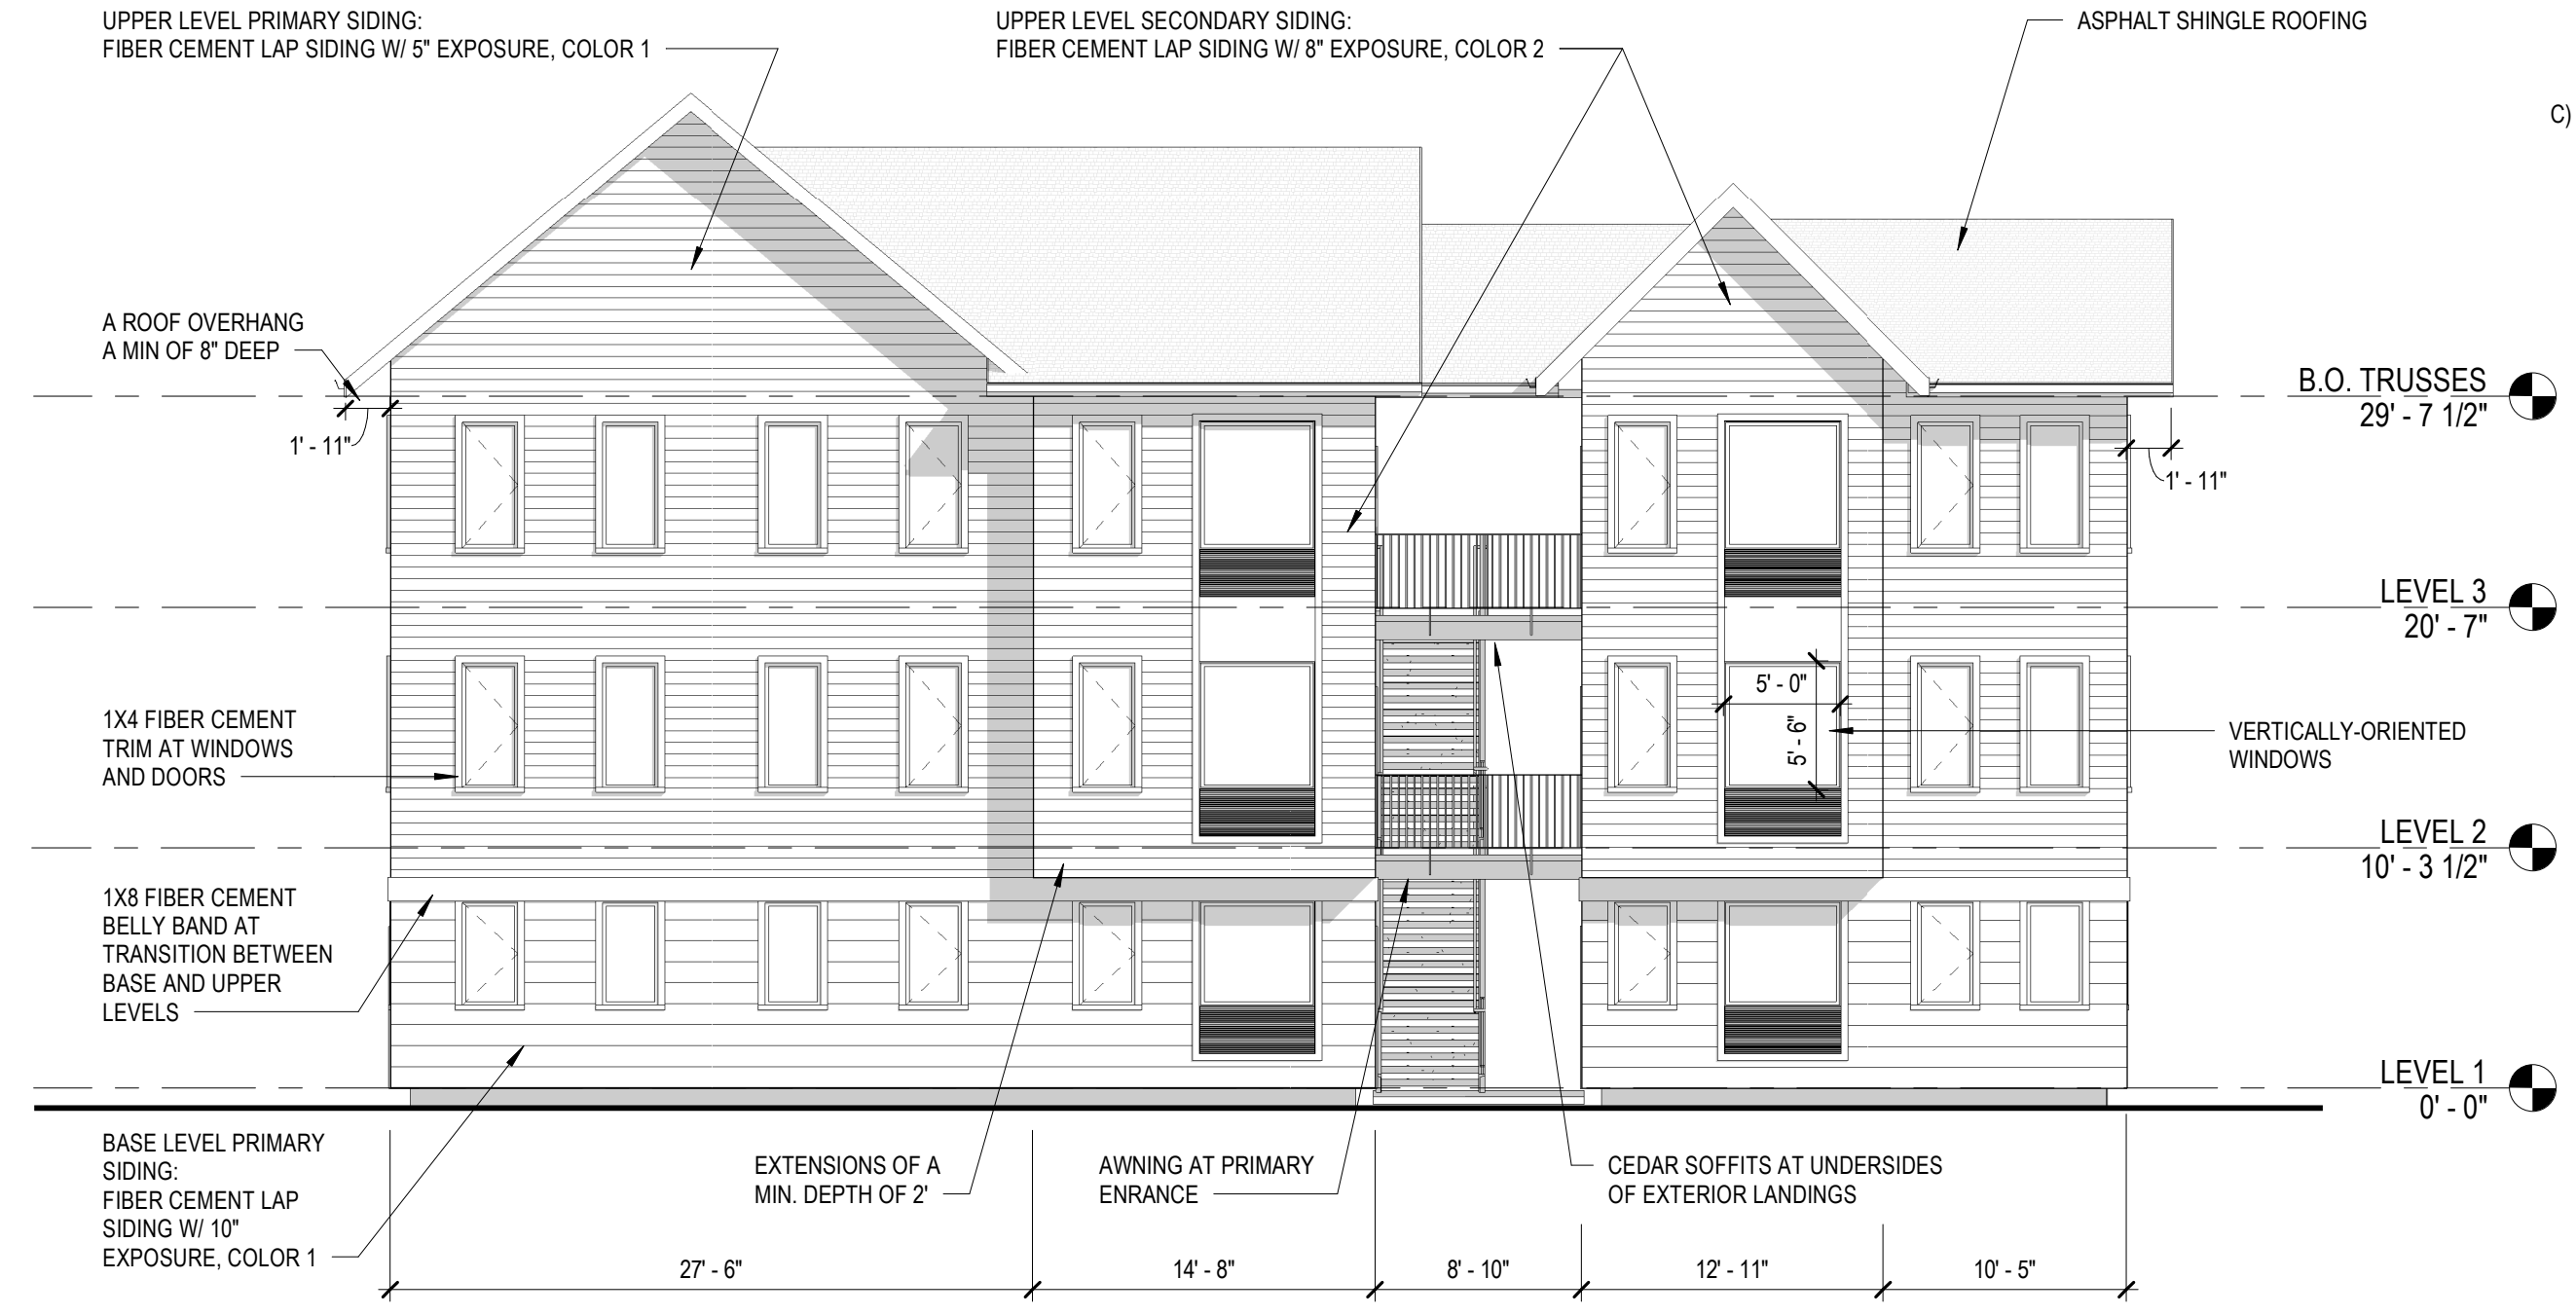 UPPER LEVEL PRIMARY SIDING:
FIBER CEMENT LAP SIDING W/ 5" EXPOSURE, COLOR 1
UPPER LEVEL SECONDARY SIDING:
FIBER CEMENT LAP SIDING W/ 8" EXPOSURE, COLOR 2
ASPHALT SHINGLE ROOFING
C)
A ROOF OVERHANG
A MIN OF 8" DEEP
1' - 11"
B.O. TRUSSES
29' - 7 1/2"
1' - 11"
LEVEL 3
20' - 7"
5' - 0"
5' - 6"
1X4 FIBER CEMENT
TRIM AT WINDOWS
AND DOORS
VERTICALLY-ORIENTED
WINDOWS
LEVEL 2
10' - 3 1/2"
1X8 FIBER CEMENT
BELLY BAND AT
TRANSITION BETWEEN
BASE AND UPPER
LEVELS
LEVEL 1
0' - 0"
BASE LEVEL PRIMARY
SIDING:
FIBER CEMENT LAP
SIDING W/ 10"
EXPOSURE, COLOR 1
EXTENSIONS OF A
MIN. DEPTH OF 2'
AWNING AT PRIMARY
ENRANCE
CEDAR SOFFITS AT UNDERSIDES
OF EXTERIOR LANDINGS
27' - 6"
14' - 8"
8' - 10"
12' - 11"
10' - 5"